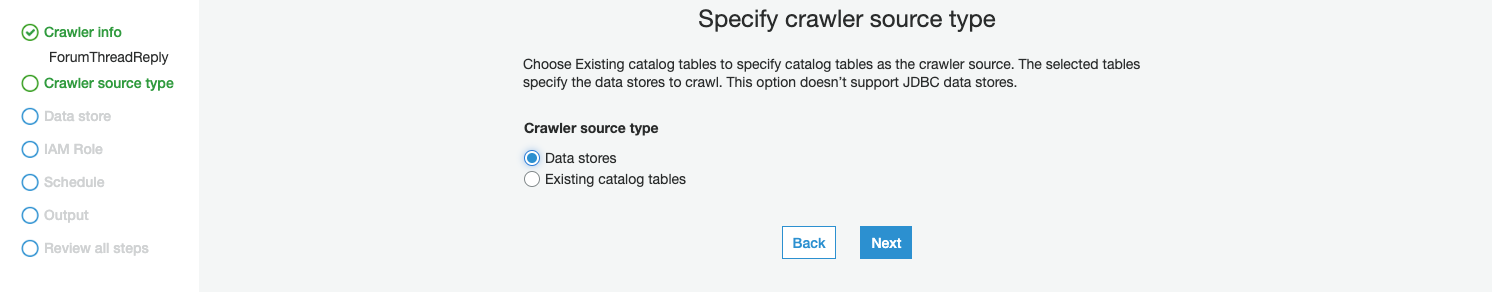 Crawler info
ForumThreadReply
Crawler source type
Data store
IAM Role
Schedule
Output
Review all steps
Specify crawler source type
Choose Existing catalog tables to specify catalog tables as the crawler source. The selected tables
specify the data stores to crawl. This option doesn't support JDBC data stores.
Crawler source type
Data stores
Existing catalog tables
Back
Next